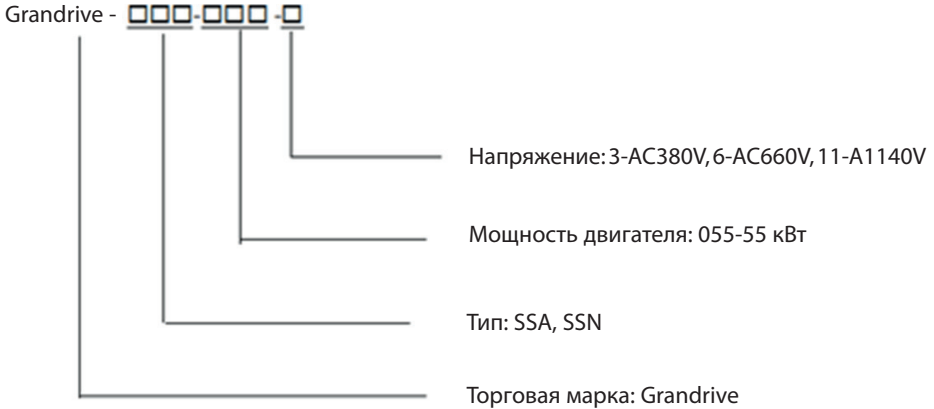 Grandrive - □□□-□□□-□
Напряжение: 3-AC380V, 6-AC660V, 11-A1140V
Мощность двигателя: 055-55 кВт
Тип: SSA, SSN
Торговая марка: Grandrive